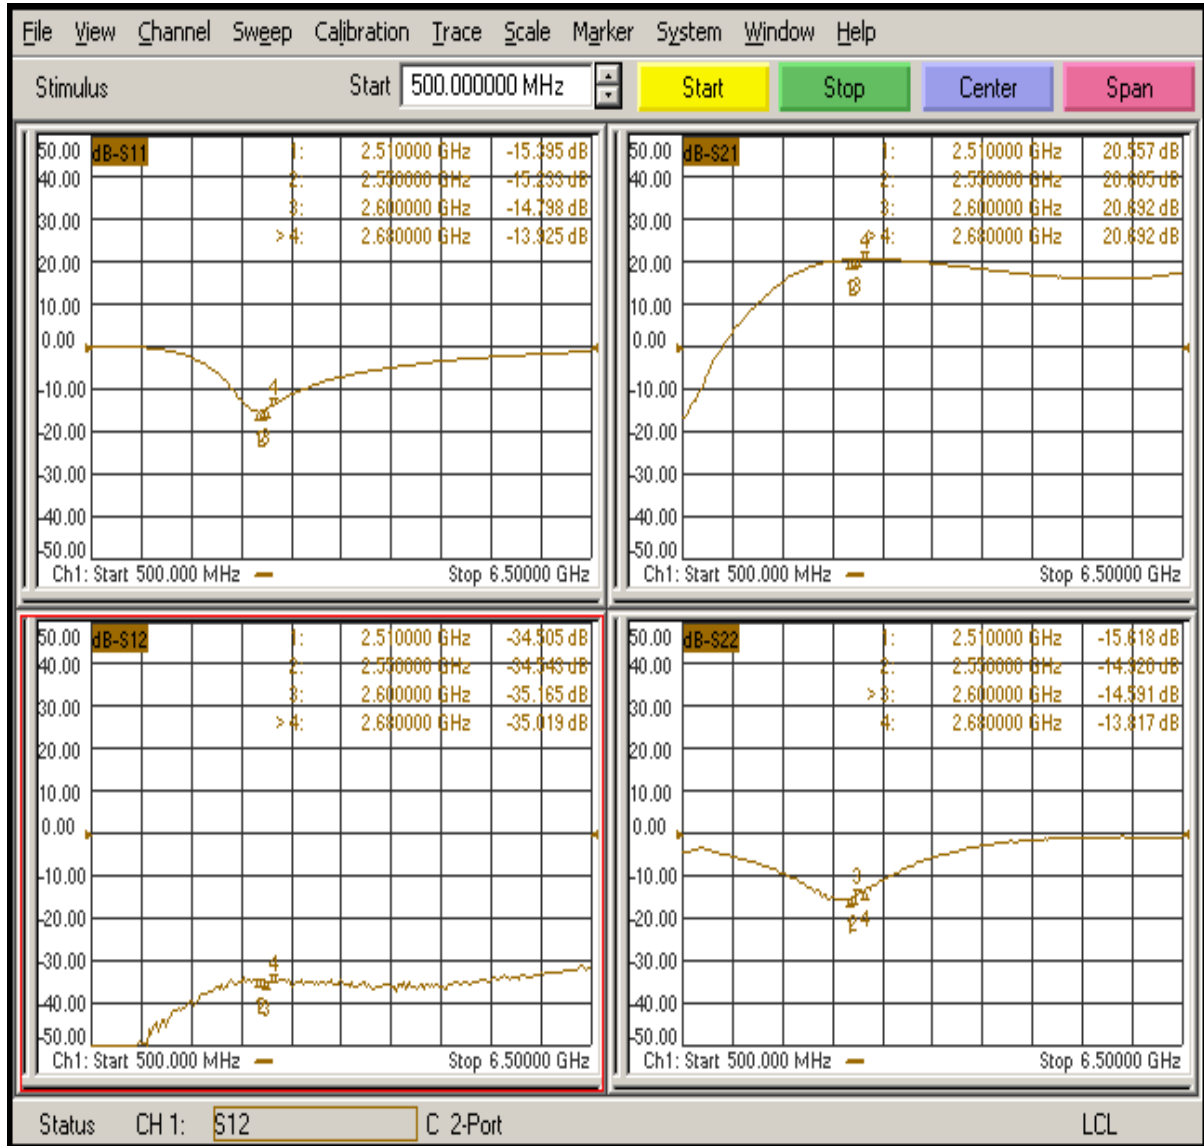 File View Channel Sweep Calibration Trace Scale Marker System Window Help
Stimulus Start 500.000000 MHz Start Stop Center Span
dB-S11
50.00
40.00
30.00
20.00
10.00
0.00
-10.00
-20.00
-30.00
-40.00
-50.00
1: 2.510000 GHz -15.395 dB
2: 2.550000 GHz -15.233 dB
3: 2.600000 GHz -14.798 dB
> 4: 2.680000 GHz -13.925 dB
4
Ch1: Start 500.000 MHz Stop 6.50000 GHz
dB-S21
50.00
40.00
30.00
20.00
10.00
0.00
-10.00
-20.00
-30.00
-40.00
-50.00
1: 2.510000 GHz 20.557 dB
2: 2.550000 GHz 20.605 dB
3: 2.600000 GHz 20.692 dB
> 4: 2.680000 GHz 20.692 dB
4
Ch1: Start 500.000 MHz Stop 6.50000 GHz
dB-S12
50.00
40.00
30.00
20.00
10.00
0.00
-10.00
-20.00
-30.00
-40.00
-50.00
1: 2.510000 GHz -34.505 dB
2: 2.550000 GHz -34.543 dB
3: 2.600000 GHz -35.165 dB
> 4: 2.680000 GHz -35.019 dB
4
Ch1: Start 500.000 MHz Stop 6.50000 GHz
dB-S22
50.00
40.00
30.00
20.00
10.00
0.00
-10.00
-20.00
-30.00
-40.00
-50.00
1: 2.510000 GHz -15.618 dB
2: 2.550000 GHz -14.920 dB
> 3: 2.600000 GHz -14.591 dB
4: 2.680000 GHz -13.817 dB
3
2 4
Ch1: Start 500.000 MHz Stop 6.50000 GHz
Status CH 1: S12 C 2-Port LCL